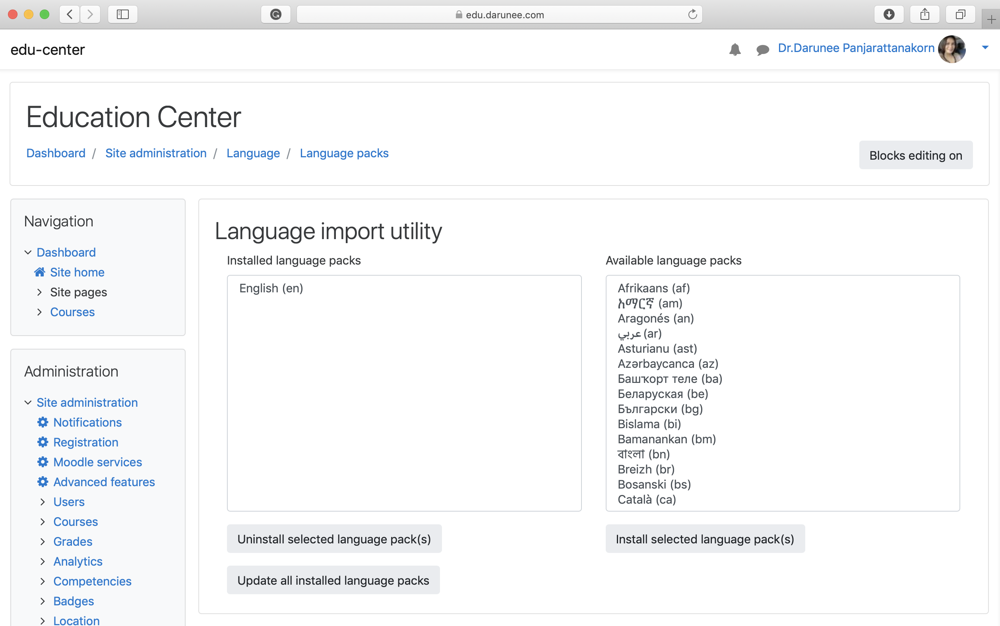 edu.darunee.com
edu-center
Dr.Darunee Panjarattanakorn
Education Center
Dashboard / Site administration / Language / Language packs
Blocks editing on
Navigation
Dashboard
Site home
Site pages
Courses
Administration
Site administration
Notifications
Registration
Moodle services
Advanced features
Users
Courses
Grades
Analytics
Competencies
Badges
Location
Language import utility
Installed language packs
English (en)
Uninstall selected language pack(s)
Update all installed language packs
Available language packs
Afrikaans (af)
አማርኛ (am)
Aragonés (an)
عربي (ar)
Asturianu (ast)
Azərbaycanca (az)
Башҡорт теле (ba)
Беларуская (be)
Български (bg)
Bislama (bi)
Bamanankan (bm)
বাংলা (bn)
Breizh (br)
Bosanski (bs)
Català (ca)
Install selected language pack(s)